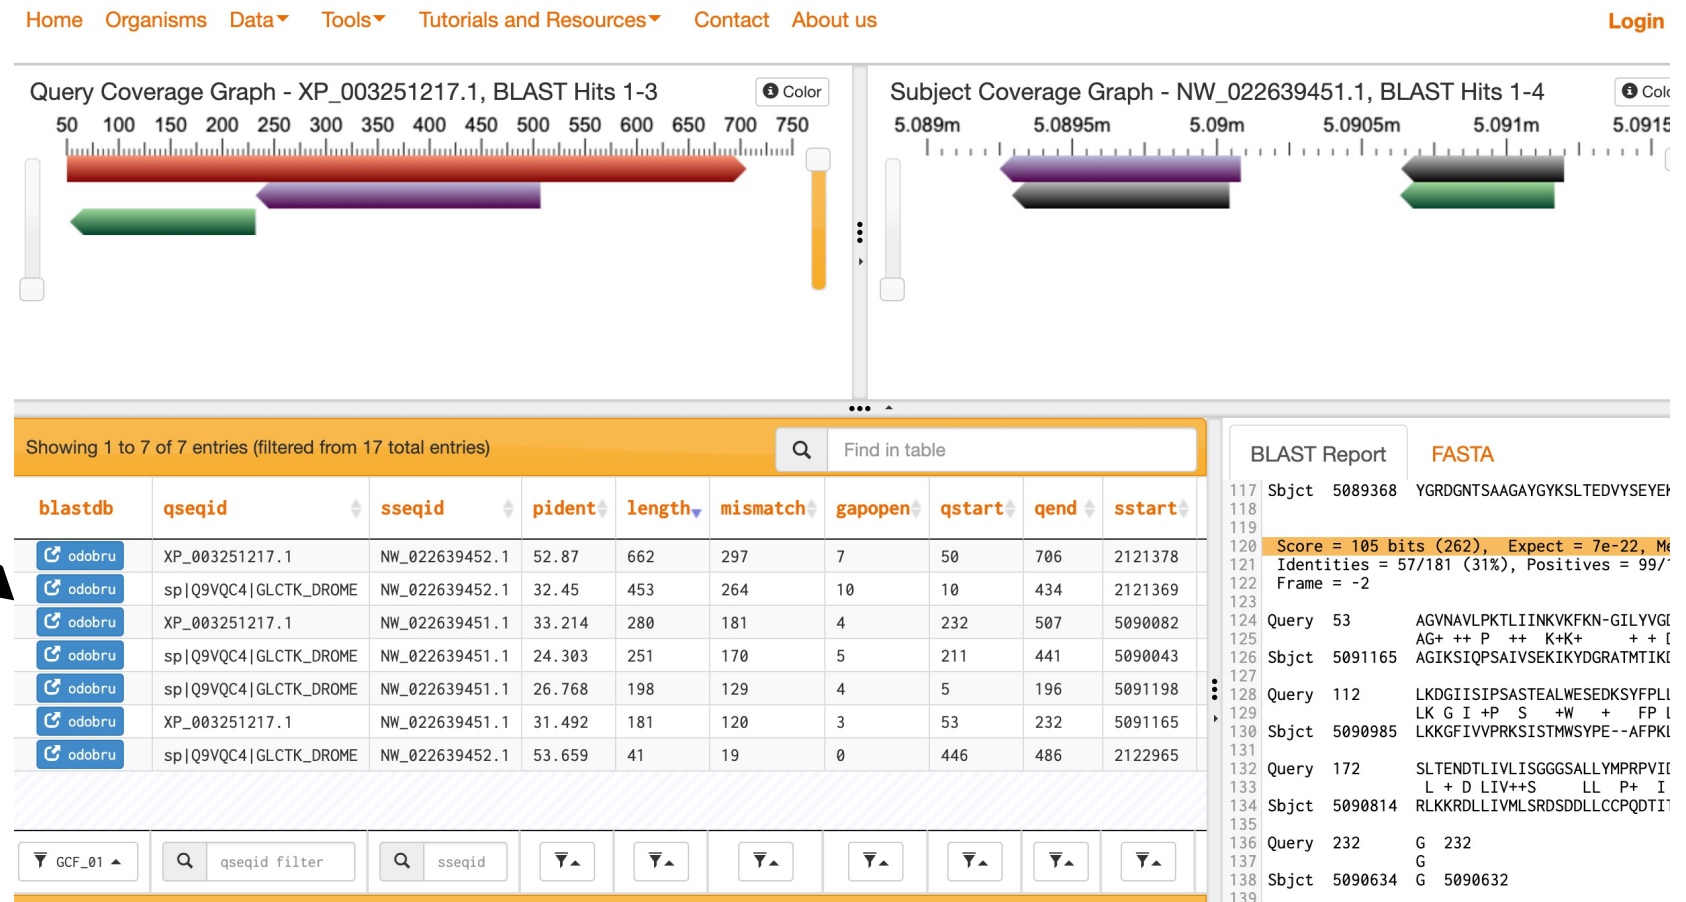 Home Organisms Data Tools Tutorials and Resources Contact About us Login
Query Coverage Graph - XP_003251217.1, BLAST Hits 1-3 Color
50 100 150 200 250 300 350 400 450 500 550 600 650 700 750
Subject Coverage Graph - NW_022639451.1, BLAST Hits 1-4
5.089m 5.0895m 5.09m 5.0905m 5.091m 5.0915
Showing 1 to 7 of 7 entries (filtered from 17 total entries) Find in table
blastdb qseqid sseqid pident length mismatch gapopen qstart qend sstart
odobru XP_003251217.1 NW_022639452.1 52.87 662 297 7 50 706 2121378
odobru sp|Q9VQC4|GLCTK_DROME NW_022639452.1 32.45 453 264 10 10 434 2121369
odobru XP_003251217.1 NW_022639451.1 33.214 280 181 4 232 507 5090082
odobru sp|Q9VQC4|GLCTK_DROME NW_022639451.1 24.303 251 170 5 211 441 5090043
odobru sp|Q9VQC4|GLCTK_DROME NW_022639451.1 26.768 198 129 4 5 196 5091198
odobru XP_003251217.1 NW_022639451.1 31.492 181 120 3 53 232 5091165
odobru sp|Q9VQC4|GLCTK_DROME NW_022639452.1 53.659 41 19 0 446 486 2122965
GCF_01 qseqid filter sseqid
BLAST Report FASTA
117 Sbjct 5089368 YGRDGNTSAAGAYGYKSLTEDVYSEYE
118
119
120 Score = 105 bits (262), Expect = 7e-22, Me
121 Identities = 57/181 (31%), Positives = 99/
122 Frame = -2
123
124 Query 53 AGVNAVLPKTLIINKVKFKN-GILYVG
125 AG+ ++ P ++ K+K+ + +
126 Sbjct 5091165 AGIKSIQPSAIVSEKIKYDGRATMTIK
127
128 Query 112 LKDGIISIPSASTEALWESEDKSYFPL
129 LK G I +P S +W + FP
130 Sbjct 5090985 LKKGFIVVPRKSISTMWSYPE--AFPK
131
132 Query 172 SLTENDTLIVLISGGGSALLYMPRPVI
133 L + D LIV++S LL P+ I
134 Sbjct 5090814 RLKKRDLLIVMLSRDSDDLLCCPQDTI
135
136 Query 232 G 232
137 G
138 Sbjct 5090634 G 5090632
139